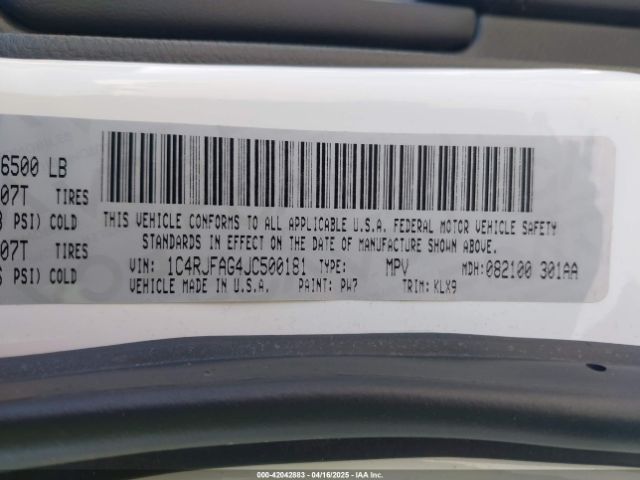 6500 LB
07T TIRES
PSI) COLD
07T TIRES
PSI) COLD
THIS VEHICLE CONFORMS TO ALL APPLICABLE U.S.A. FEDERAL MOTOR VEHICLE SAFETY
STANDARDS IN EFFECT ON THE DATE OF MANUFACTURE SHOWN ABOVE.
VIN: 1C4RJFAG4JC500181 TYPE: MPV MDH:082100 301AA
VEHICLE MADE IN U.S.A. PAINT: PW7 TRIM: KLX9
000-42042883 - 04/16/2025 - IAA Inc.